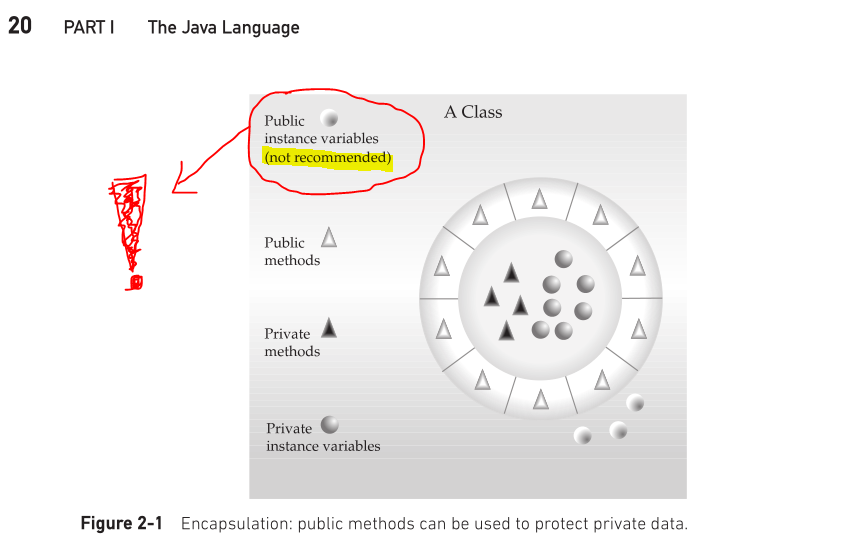 20 PART I The Java Language
Public
instance variables
(not recommended)
A Class
Public
methods
Private
methods
Private
instance variables
Figure 2-1 Encapsulation: public methods can be used to protect private data.